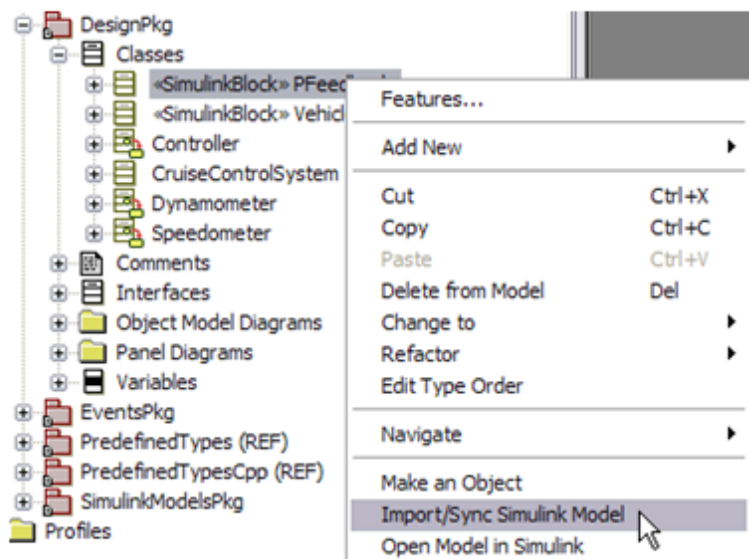 DesignPkg
Classes
«SimulinkBlock»
«SimulinkBlock»
Controller
CruiseControlSystem
Dynamometer
Speedometer
Comments
Interfaces
Object Model Diagrams
Panel Diagrams
Variables
EventsPkg
PredefinedTypes (REF)
PredefinedTypesCpp (REF)
SimulinkModelsPkg
Profiles
Features...
Add New
Cut Ctrl+X
Copy Ctrl+C
Paste Ctrl+V
Delete from Model Del
Change to
Refactor
Edit Type Order
Navigate
Make an Object
Import/Sync Simulink Model
Open Model in Simulink